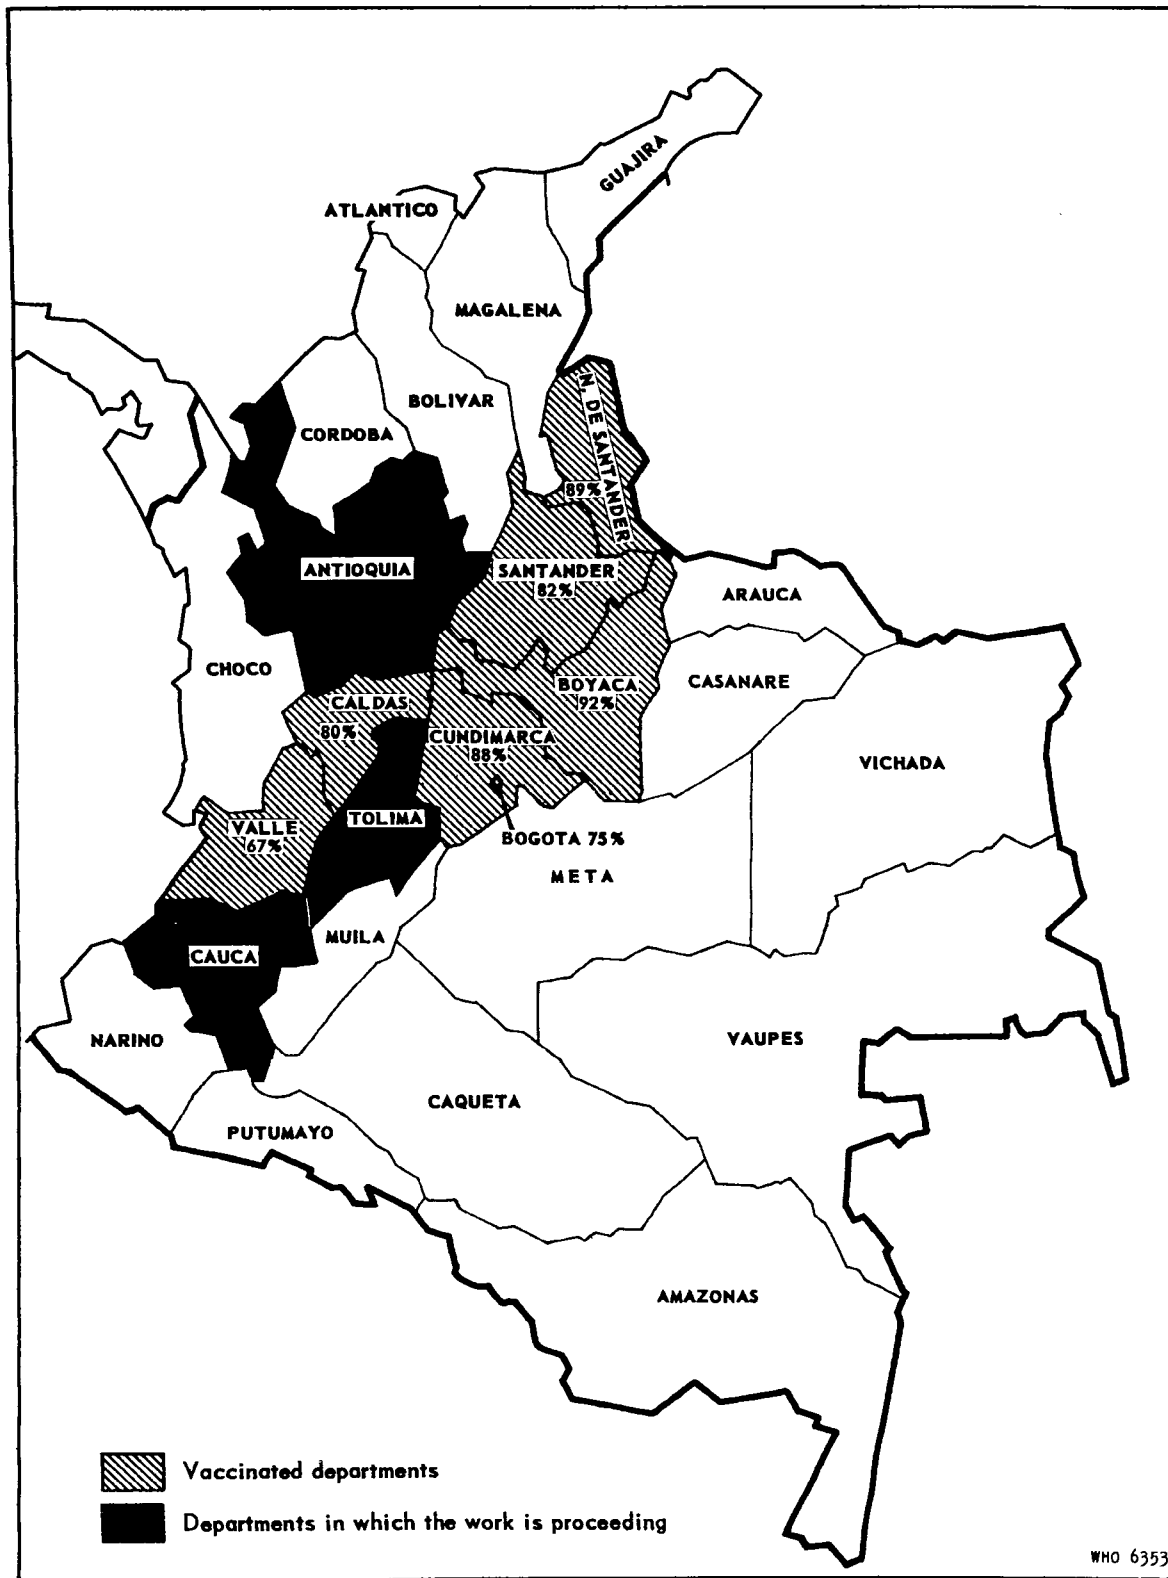 GUAJIRA
ATLANTICO
MAGALENA
BOLIVAR
N. DE SANTANDER
CORDOBA
89%
ANTIOQUIA
SANTANDER
82%
ARAUCA
CHOCO
BOYACA
92%
CASANARE
CALDAS
80%
CUNDIMARCA
88%
VICHADA
TOLIMA
VALLE
67%
BOGOTA 75%
META
MUILA
CAUCA
NARINO
VAUPES
CAQUETA
PUTUMAYO
AMAZONAS
Vaccinated departments
Departments in which the work is proceeding
WHO 6353